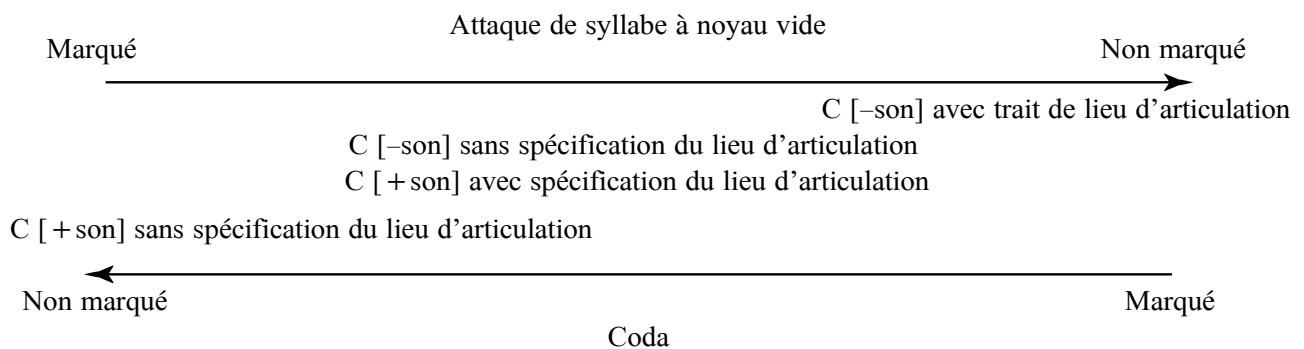 Attaque de syllabe à noyau vide
Marqué Non marqué
C [–son] avec trait de lieu d’articulation
C [–son] sans spécification du lieu d’articulation
C [+son] avec spécification du lieu d’articulation
C [+son] sans spécification du lieu d’articulation
Non marqué Marqué
Coda